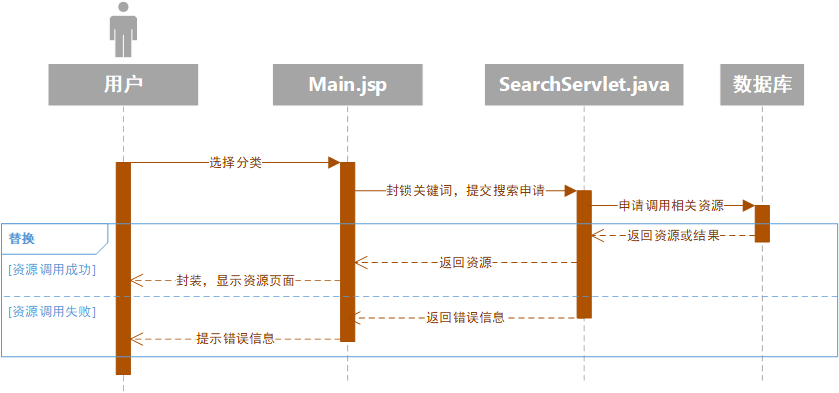 用户
Main.jsp
SearchServlet.java
数据库
选择分类
封锁关键词，提交搜索申请
申请调用相关资源
替换
返回资源或结果
[资源调用成功]
返回资源
封装，显示资源页面
[资源调用失败]
返回错误信息
提示错误信息